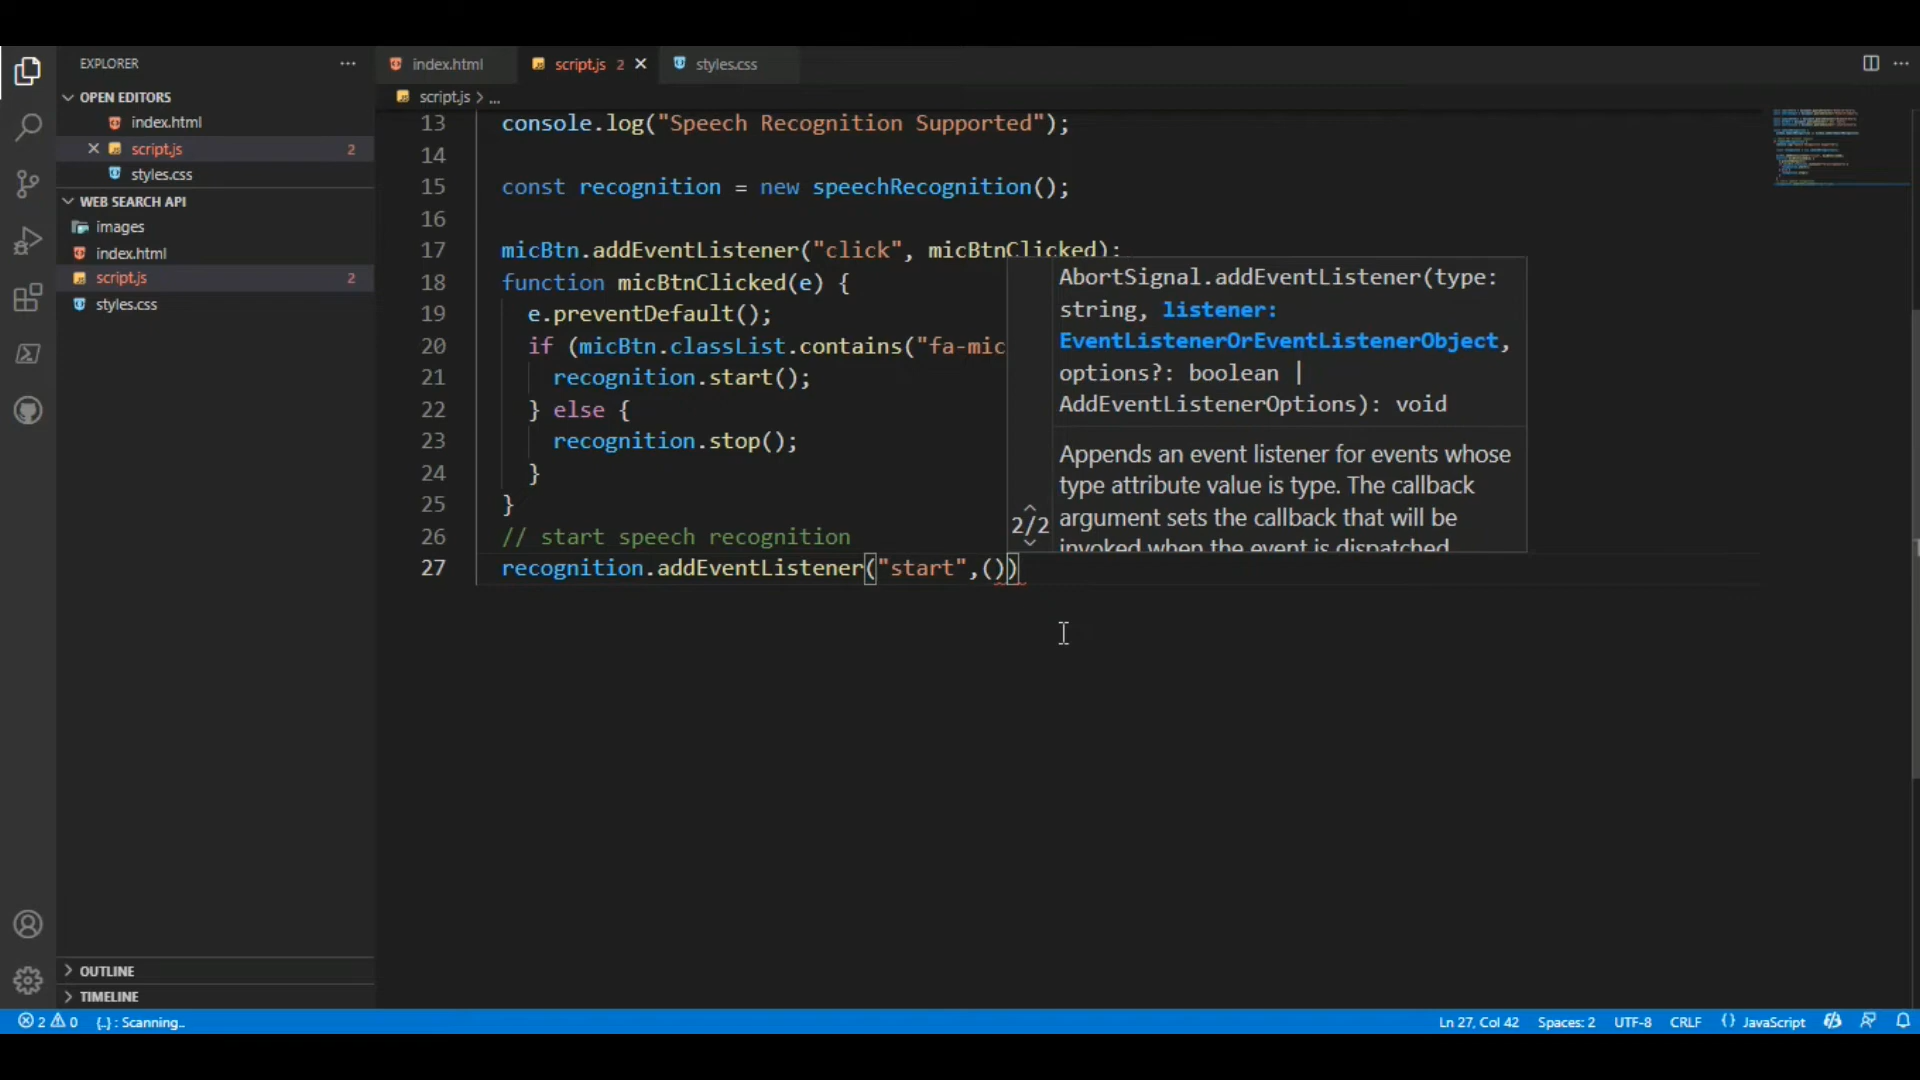 EXPLORER
OPEN EDITORS
index.html
script.js 2
styles.css
WEB SEARCH API
images
index.html
script.js 2
styles.css
OUTLINE
TIMELINE
index.html script.js 2 styles.css
script.js > ...
13 console.log("Speech Recognition Supported");
14
15 const recognition = new speechRecognition();
16
17 micBtn.addEventListener("click", micBtnClicked);
18 function micBtnClicked(e) {
19 e.preventDefault();
20 if (micBtn.classList.contains("fa-mic
21 recognition.start();
22 } else {
23 recognition.stop();
24 }
25 }
26 // start speech recognition
27 recognition.addEventListener("start",())
AbortSignal.addEventListener(type:
string, listener:
EventListenerOrEventListenerObject,
options?: boolean |
AddEventListenerOptions): void
2/2
Appends an event listener for events whose
type attribute value is type. The callback
argument sets the callback that will be
invoked when the event is dispatched
2 0 {..} : Scanning..
Ln 27, Col 42 Spaces: 2 UTF-8 CRLF {} JavaScript